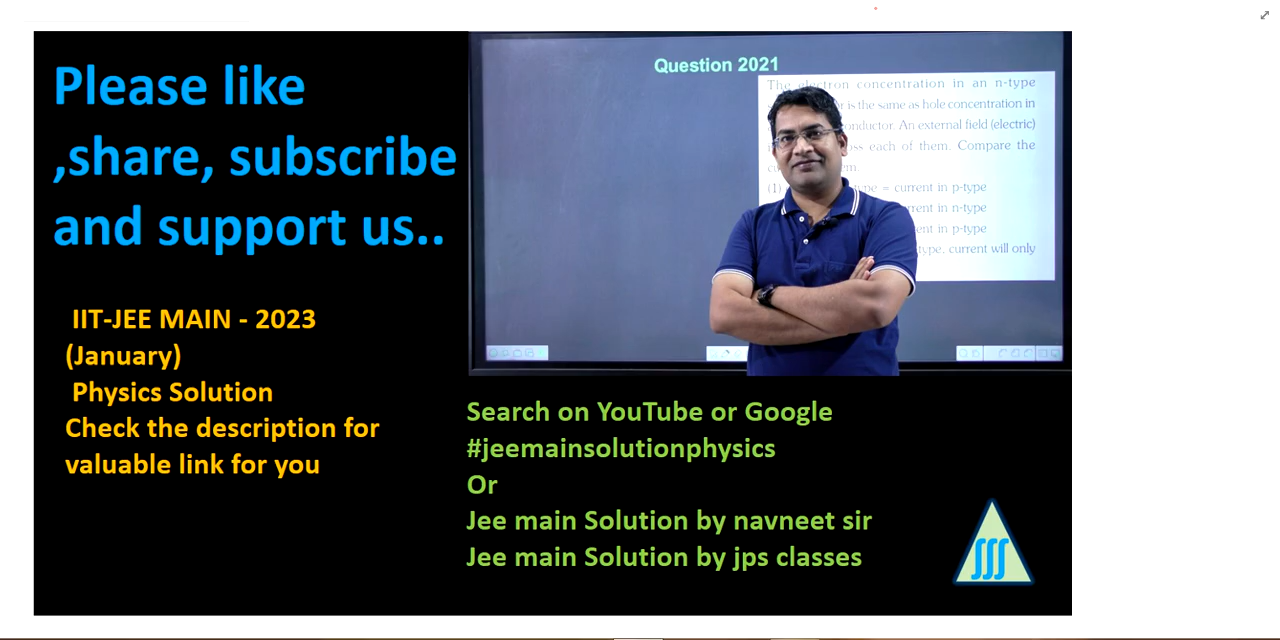 Please like
,share, subscribe
and support us..
IIT-JEE MAIN - 2023
(January)
Physics Solution
Check the description for
valuable link for you
Question 2021
The electron concentration in an n-type
is the same as hole concentration in
An external field (electric)
each of them. Compare the
(1) = current in p-type
in n-type
in p-type
current will only
Search on YouTube or Google
#jeemainsolutionphysics
Or
Jee main Solution by navneet sir
Jee main Solution by jps classes